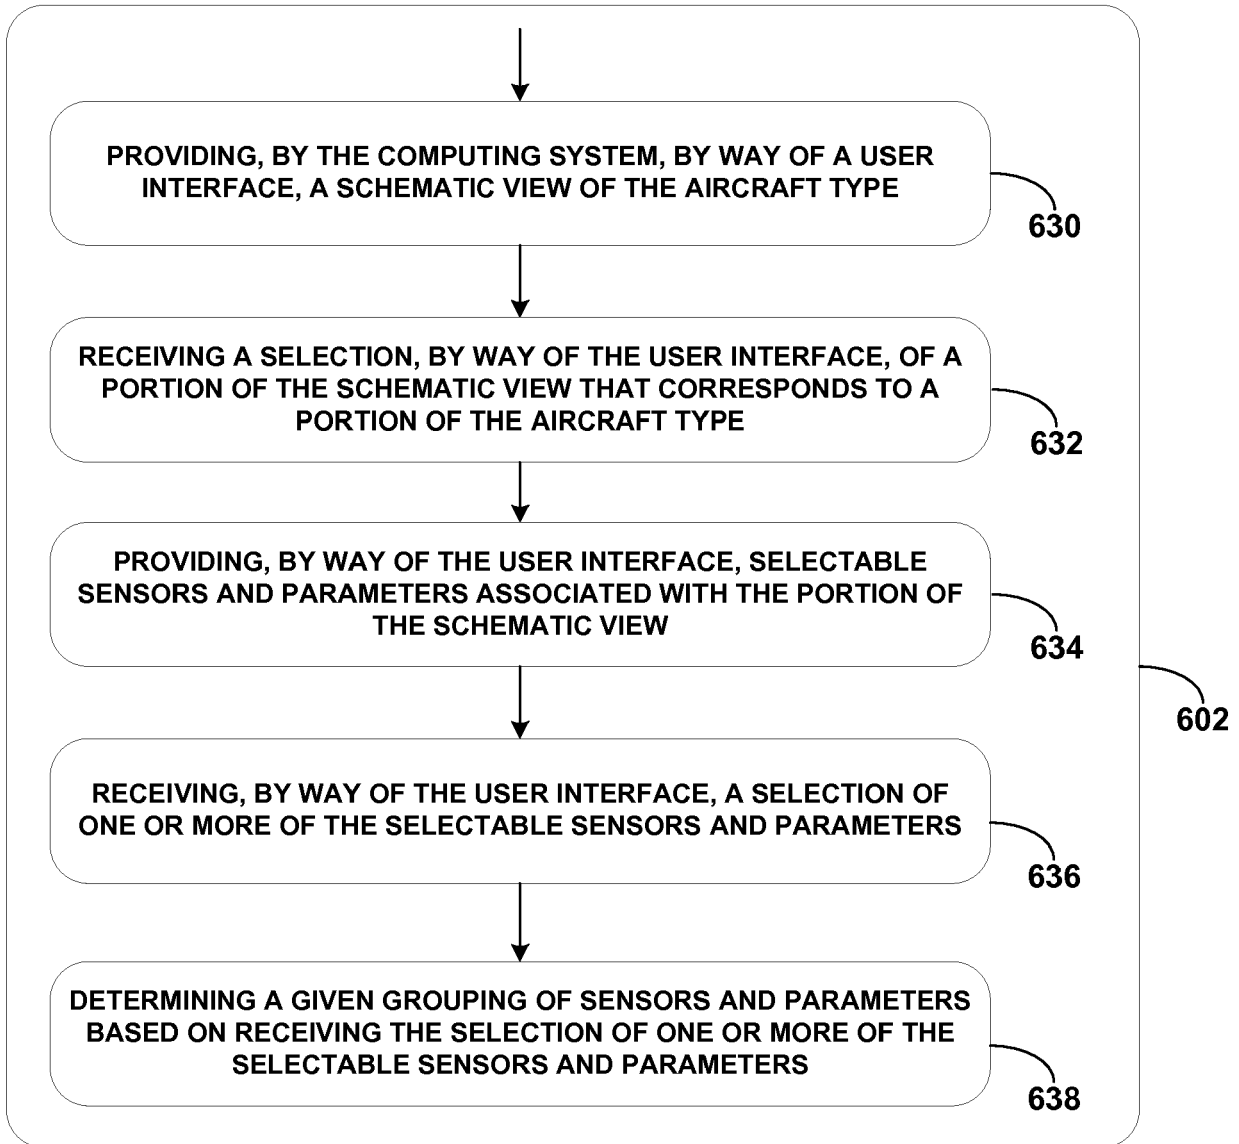 PROVIDING, BY THE COMPUTING SYSTEM, BY WAY OF A USER
INTERFACE, A SCHEMATIC VIEW OF THE AIRCRAFT TYPE
630
RECEIVING A SELECTION, BY WAY OF THE USER INTERFACE, OF A
PORTION OF THE SCHEMATIC VIEW THAT CORRESPONDS TO A
PORTION OF THE AIRCRAFT TYPE
632
PROVIDING, BY WAY OF THE USER INTERFACE, SELECTABLE
SENSORS AND PARAMETERS ASSOCIATED WITH THE PORTION OF
THE SCHEMATIC VIEW
634
602
RECEIVING, BY WAY OF THE USER INTERFACE, A SELECTION OF
ONE OR MORE OF THE SELECTABLE SENSORS AND PARAMETERS
636
DETERMINING A GIVEN GROUPING OF SENSORS AND PARAMETERS
BASED ON RECEIVING THE SELECTION OF ONE OR MORE OF THE
SELECTABLE SENSORS AND PARAMETERS
638